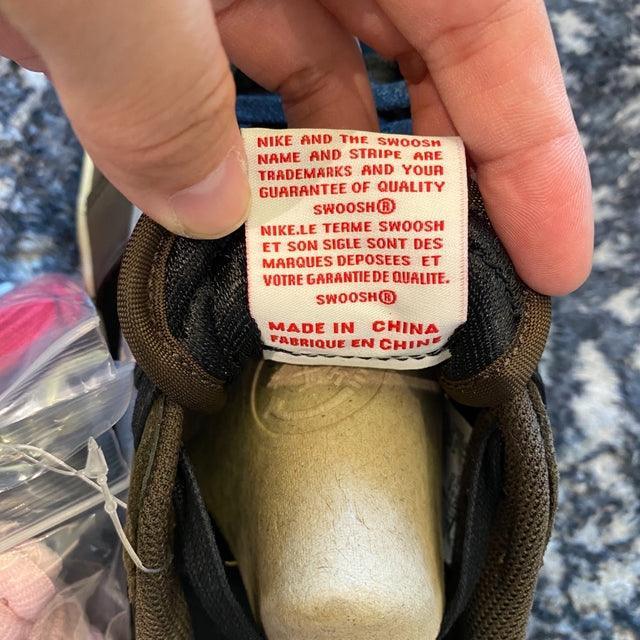 NIKE AND THE SWOOSH
NAME AND STRIPE ARE
TRADEMARKS AND YOUR
GUARANTEE OF QUALITY
SWOOSH®
NIKE.LE TERME SWOOSH
ET SON SIGLE SONT DES
MARQUES DEPOSEES ET
VOTRE GARANTIE DE QUALITE.
SWOOSH®
MADE IN CHINA
FABRIQUE EN CHINE